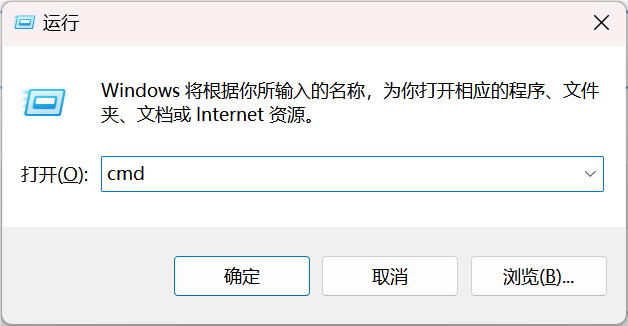 运行
Windows 将根据你所输入的名称，为你打开相应的程序、文件
夹、文档或 Internet 资源。
打开(O): cmd
确定 取消 浏览(B)...